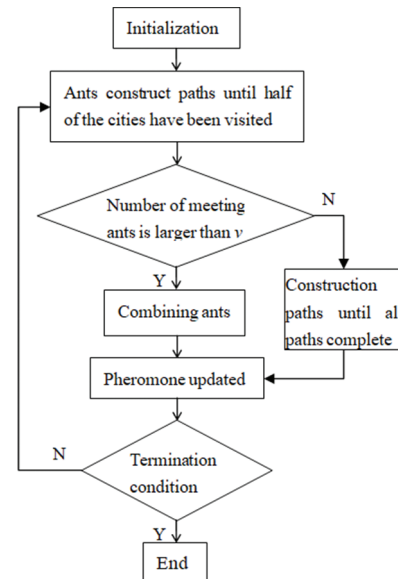 Initialization
Ants construct paths until half
of the cities have been visited
Number of meeting
ants is larger than v
N
Y
Construction
paths until al
paths complete
Combining ants
Pheromone updated
N
Termination
condition
Y
End